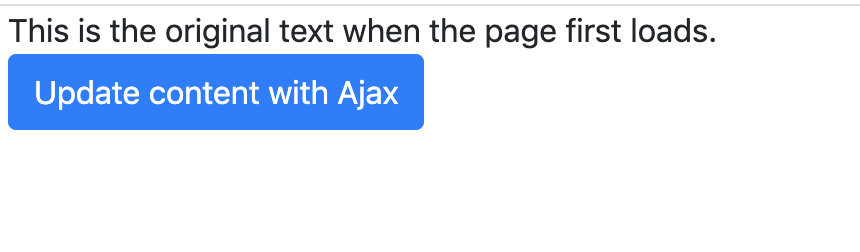 This is the original text when the page first loads.
Update content with Ajax